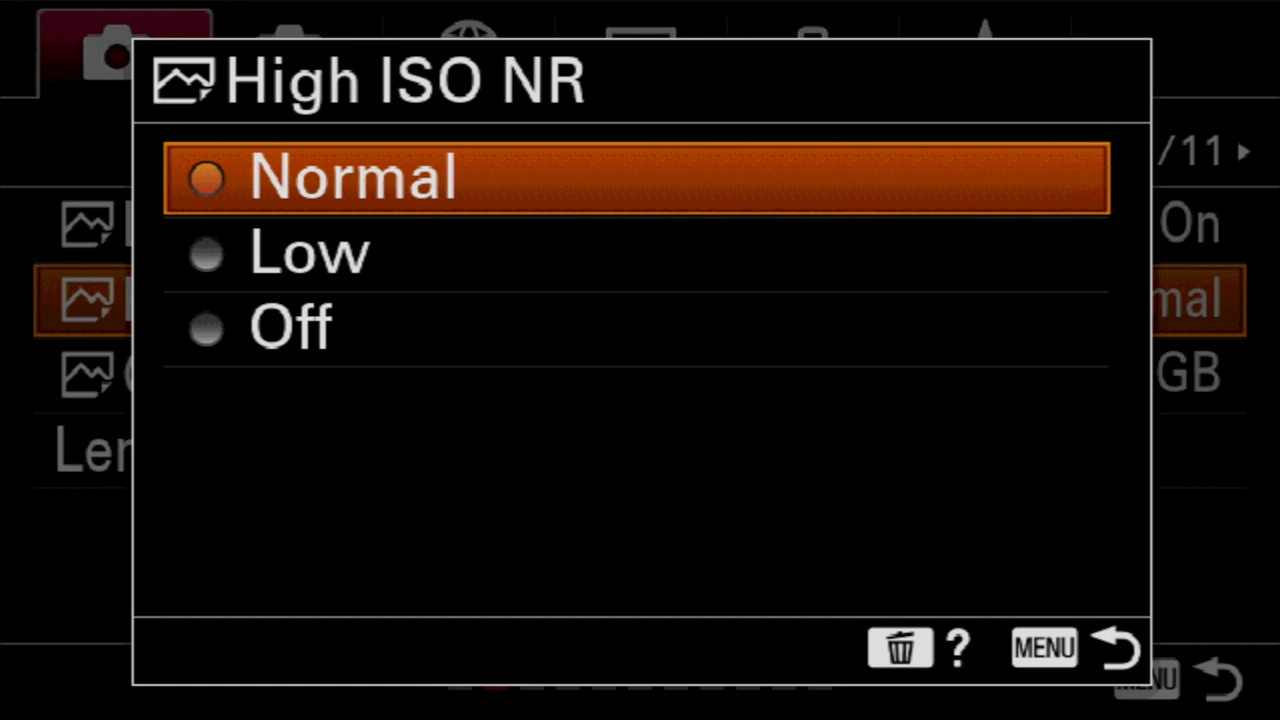 High ISO NR
/11
Normal
On
Low
mal
Off
GB
Ler
? MENU